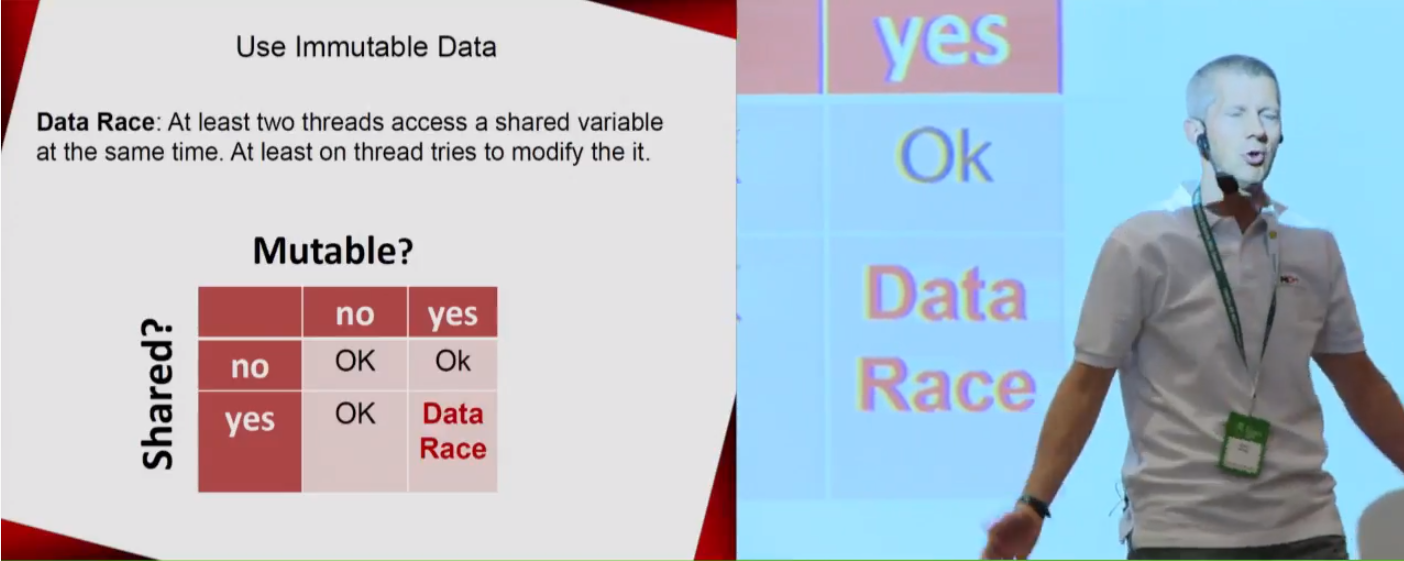 Use Immutable Data
Data Race: At least two threads access a shared variable
at the same time. At least on thread tries to modify the it.
Mutable?
Shared?
no yes
no OK Ok
yes OK Data
Race
yes
Ok
Data
Race